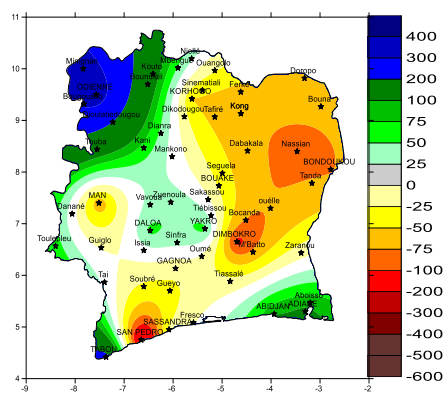 11
10
9
8
7
6
5
4
-9
-8
-7
-6
-5
-4
-3
-2
Niellé
Kouto
Ouangolo
Boundiali
Doropo
Sinematiali
Ferké
KORHOGO
Bouna
Kong
Dikodougou
Tafiré
Dianra
Touba
Kani
Mankono
Dabakala
Nassian
BONDOUKOU
Seguela
Tanda
BOUAKE
MAN
Vavoua
Zuenoula
Sakassou
ouélle
Danané
Tiébissou
Bocanda
DALOA
YAKRO
DIMBOKRO
Toulepleu
Guiglo
Issia
Sinfra
Oumé
M'Batto
Zaranou
GAGNOA
Tai
Soubré
Gueyo
Tiassalé
Aboisso
ABIDJAN
ADIAKE
Fresco
SASSANDRA
SAN PEDRO
TABOU
400
300
200
100
75
50
25
0
-25
-50
-75
-100
-200
-300
-400
-500
-600